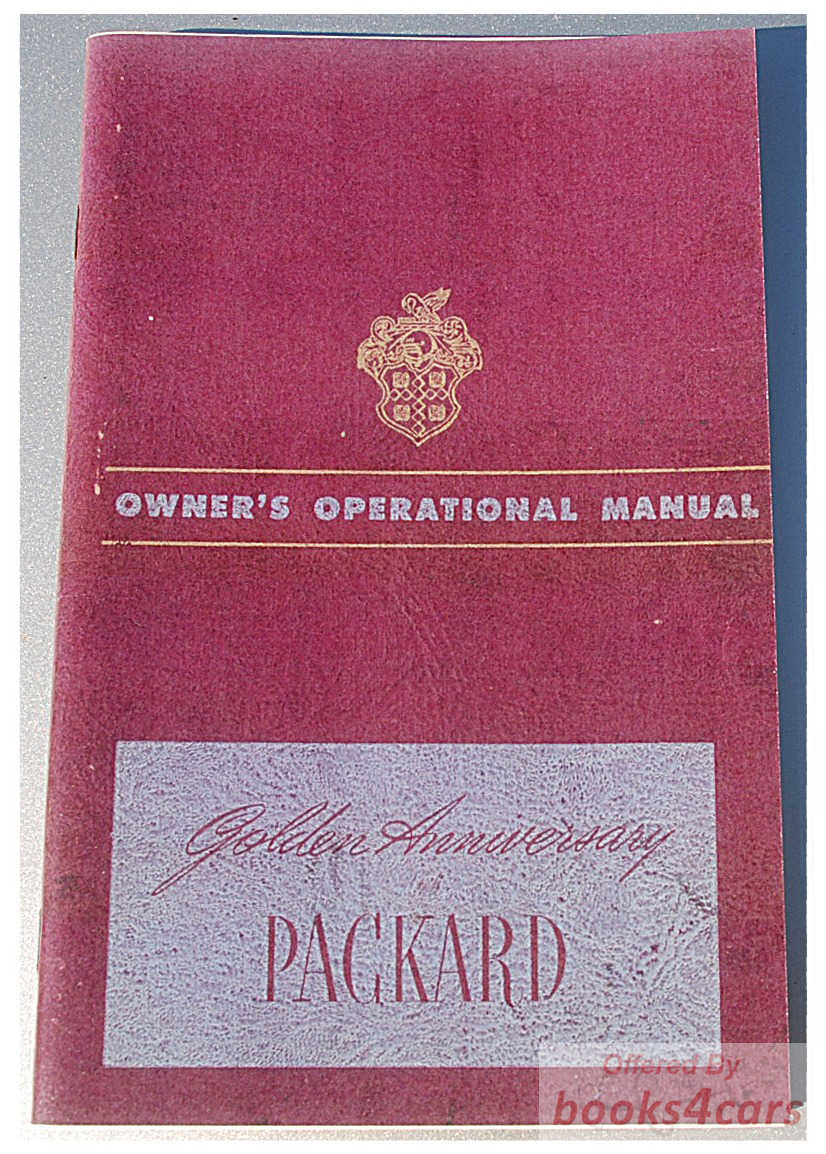 OWNER'S OPERATIONAL MANUAL
Golden Anniversary
PACKARD
Offered By
books4cars